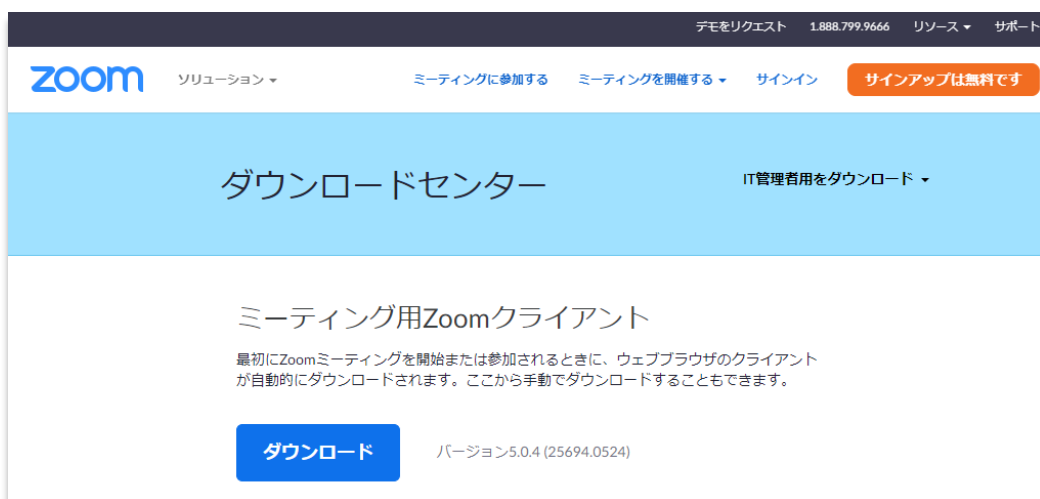 デモをリクエスト 1.888.799.9666 リソース サポート
zoom ソリューション ミーティングに参加する ミーティングを開催する サインイン サインアップは無料です
ダウンロードセンター IT管理者用をダウンロード
ミーティング用Zoomクライアント
最初にZoomミーティングを開始または参加されるときに、ウェブブラウザのクライアント
が自動的にダウンロードされます。ここから手動でダウンロードすることもできます。
ダウンロード バージョン5.0.4 (25694.0524)